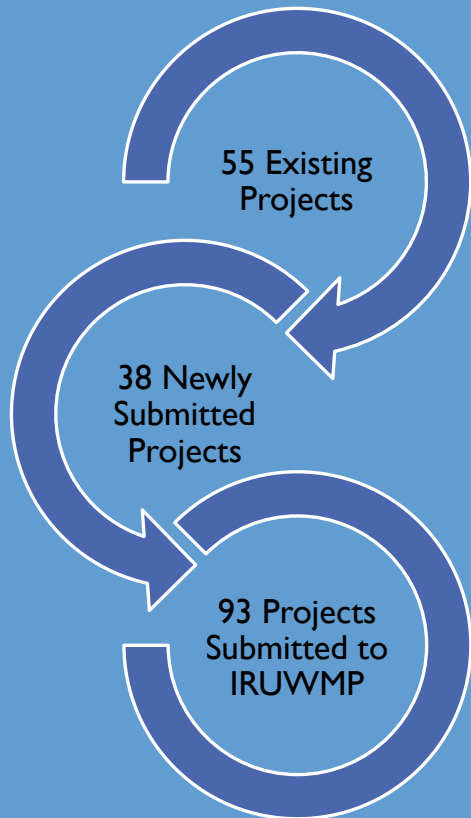 55 Existing
Projects
38 Newly
Submitted
Projects
93 Projects
Submitted to
IRUWMP